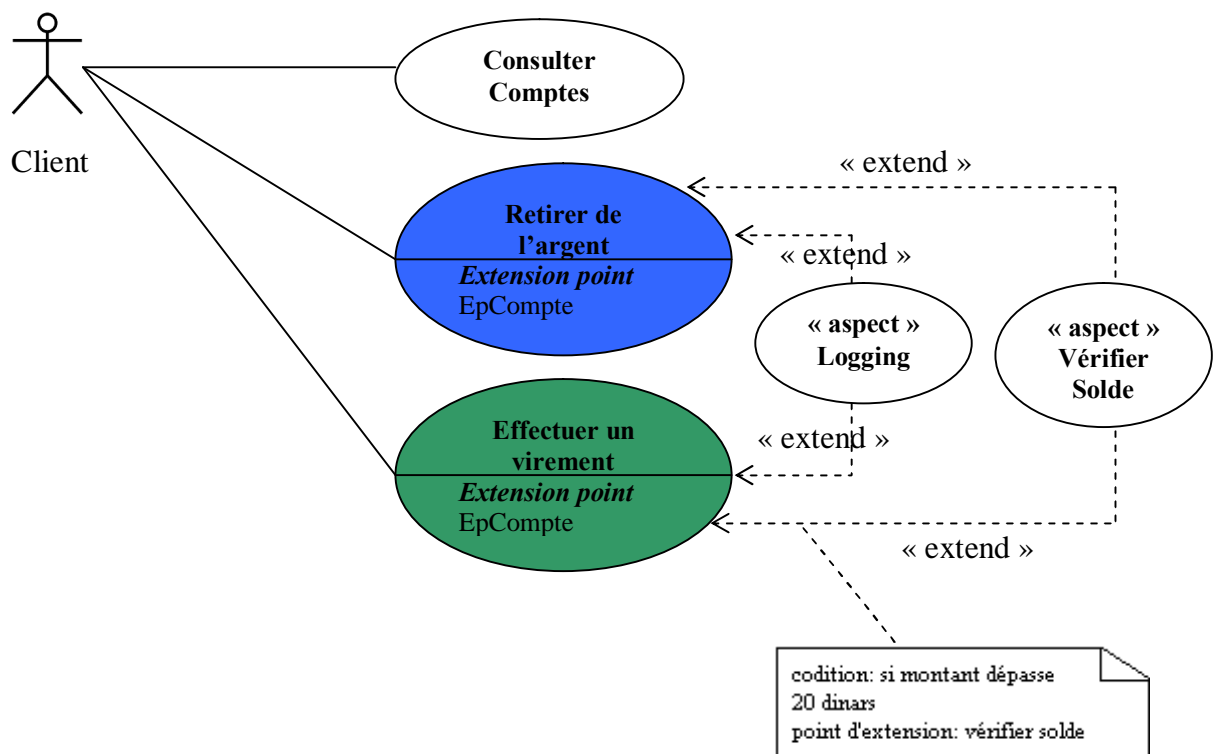 Consulter
Comptes
Client
« extend »
Retirer de
l’argent
Extension point
EpCompte
« extend »
« aspect »
Logging
« aspect »
Vérifier
Solde
Effectuer un
virement
Extension point
EpCompte
« extend »
« extend »
codition: si montant dépasse
20 dinars
point d'extension: vérifier solde